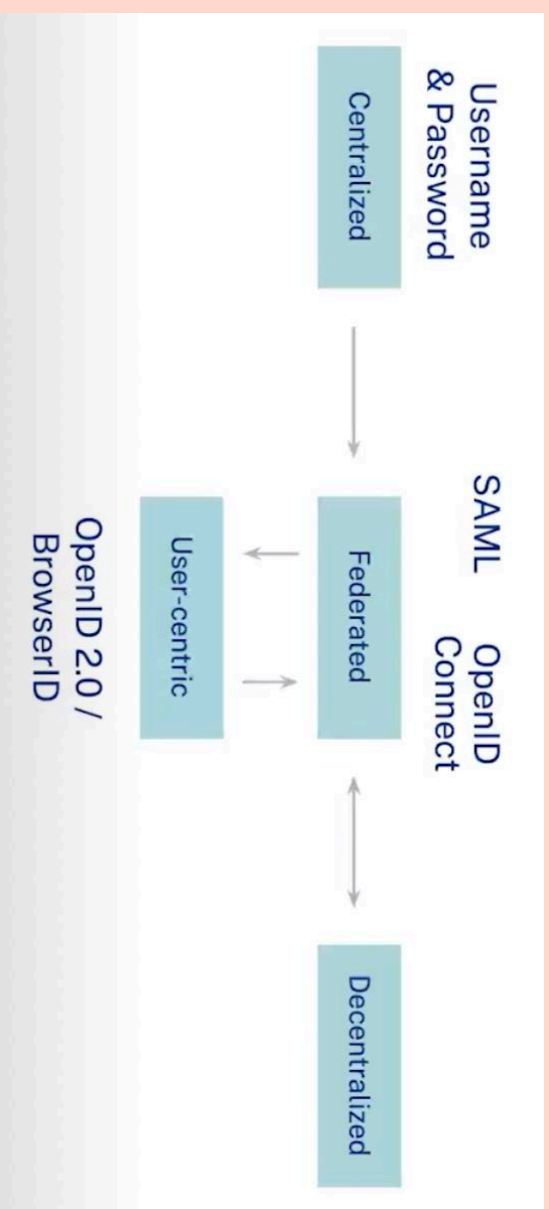 Username
& Password
SAML
OpenID
Connect
Centralized
Federated
Decentralized
User-centric
OpenID 2.0 /
BrowserID